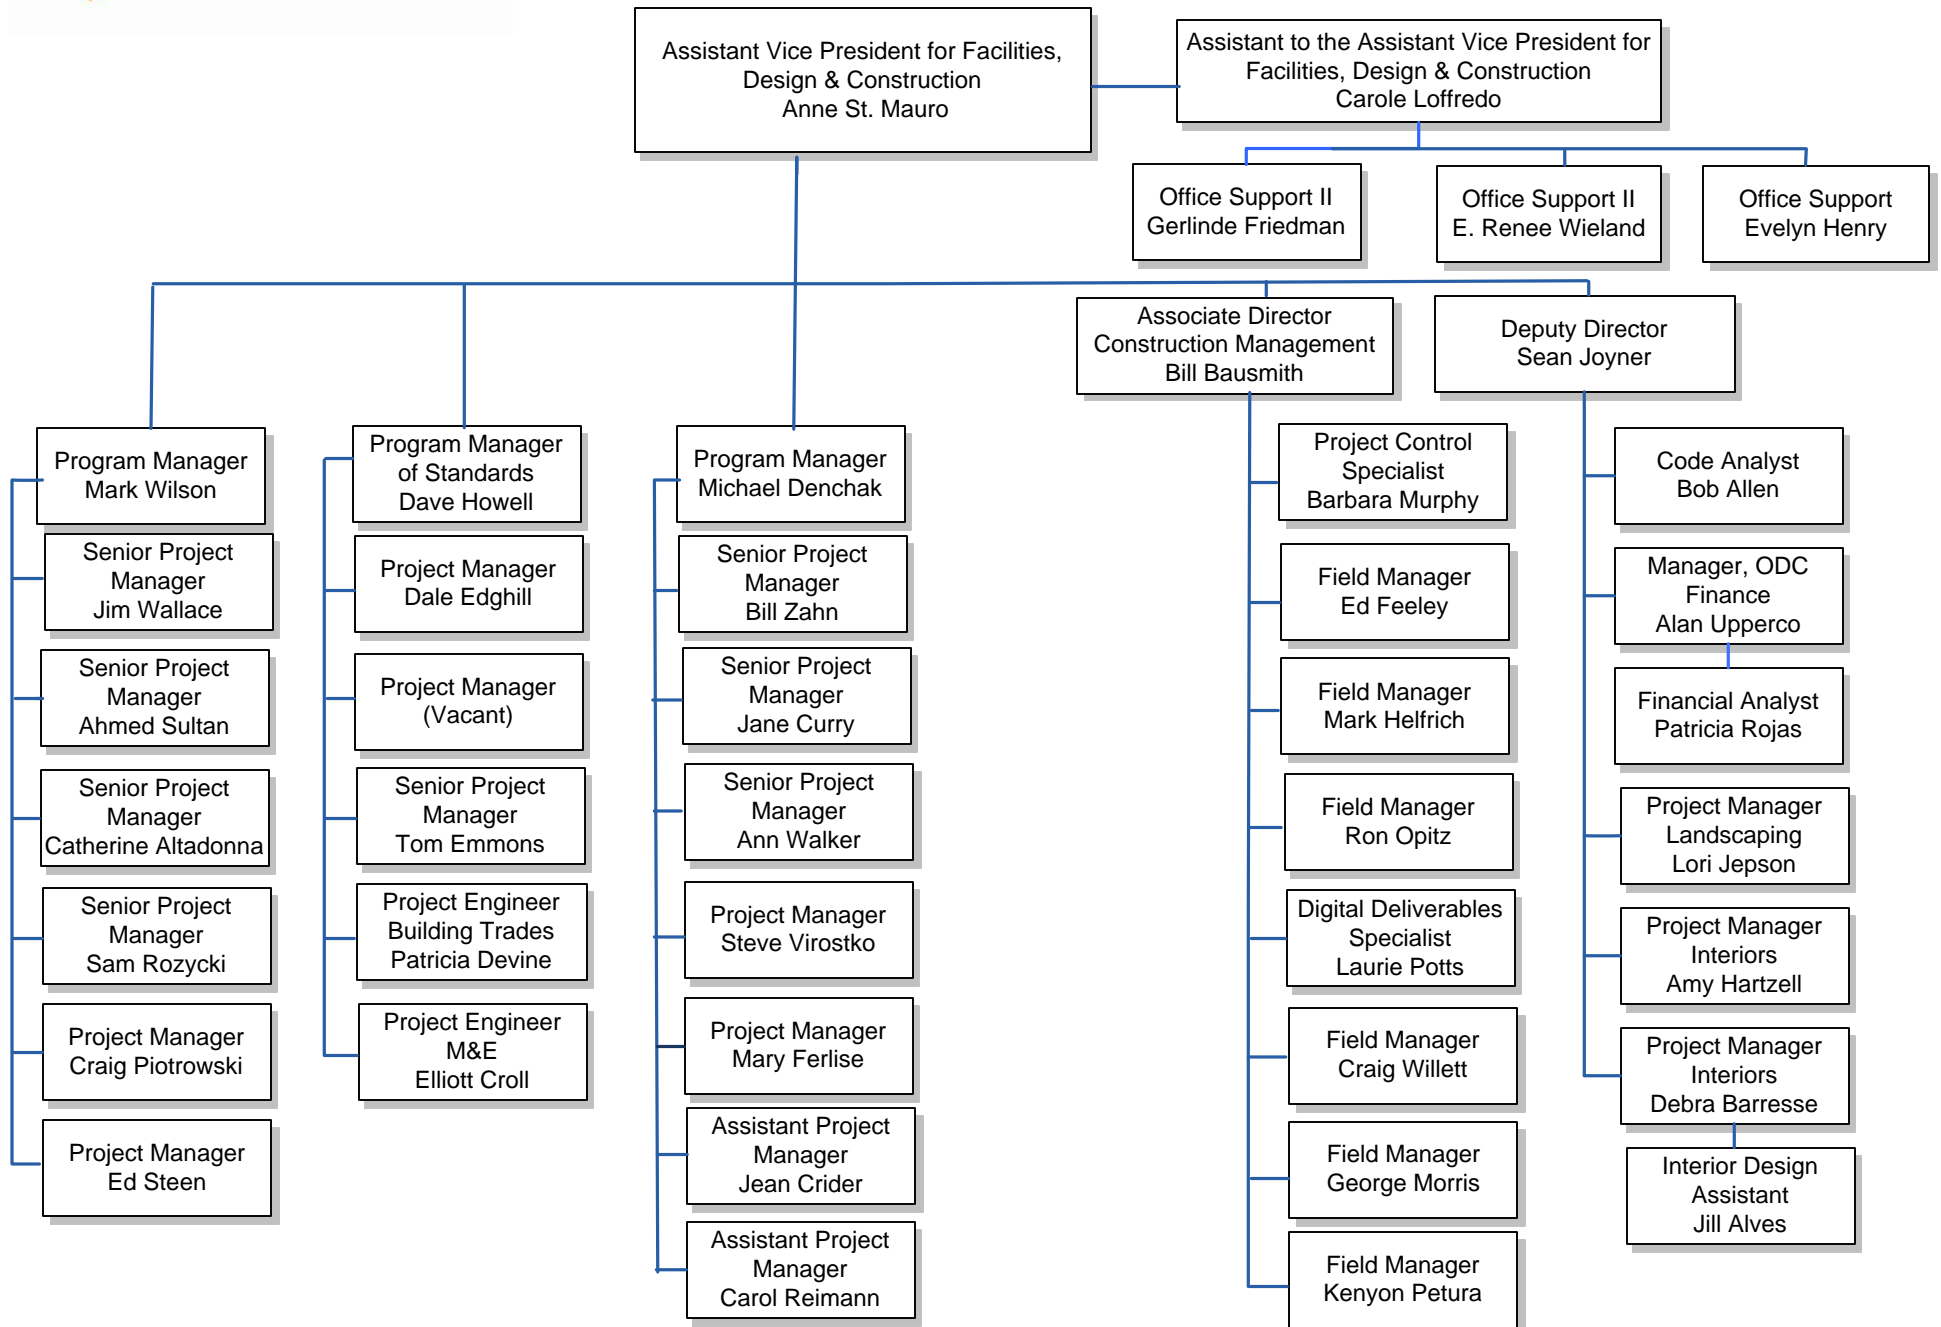 Assistant Vice President for Facilities,
Design & Construction
Anne St. Mauro
Assistant to the Assistant Vice President for
Facilities, Design & Construction
Carole Loffredo
Office Support II
Gerlinde Friedman
Office Support II
E. Renee Wieland
Office Support
Evelyn Henry
Associate Director
Construction Management
Bill Bausmith
Deputy Director
Sean Joyner
Program Manager
Mark Wilson
Senior Project
Manager
Jim Wallace
Senior Project
Manager
Ahmed Sultan
Senior Project
Manager
Catherine Altadonna
Senior Project
Manager
Sam Rozycki
Project Manager
Craig Piotrowski
Project Manager
Ed Steen
Program Manager
of Standards
Dave Howell
Project Manager
Dale Edghill
Project Manager
(Vacant)
Senior Project
Manager
Tom Emmons
Project Engineer
Building Trades
Patricia Devine
Project Engineer
M&E
Elliott Croll
Program Manager
Michael Denchak
Senior Project
Manager
Bill Zahn
Senior Project
Manager
Jane Curry
Senior Project
Manager
Ann Walker
Project Manager
Steve Virostko
Project Manager
Mary Ferlise
Assistant Project
Manager
Jean Crider
Assistant Project
Manager
Carol Reimann
Project Control
Specialist
Barbara Murphy
Field Manager
Ed Feeley
Field Manager
Mark Helfrich
Field Manager
Ron Opitz
Digital Deliverables
Specialist
Laurie Potts
Field Manager
Craig Willett
Field Manager
George Morris
Field Manager
Kenyon Petura
Code Analyst
Bob Allen
Manager, ODC
Finance
Alan Upperco
Financial Analyst
Patricia Rojas
Project Manager
Landscaping
Lori Jepson
Project Manager
Interiors
Amy Hartzell
Project Manager
Interiors
Debra Barresse
Interior Design
Assistant
Jill Alves